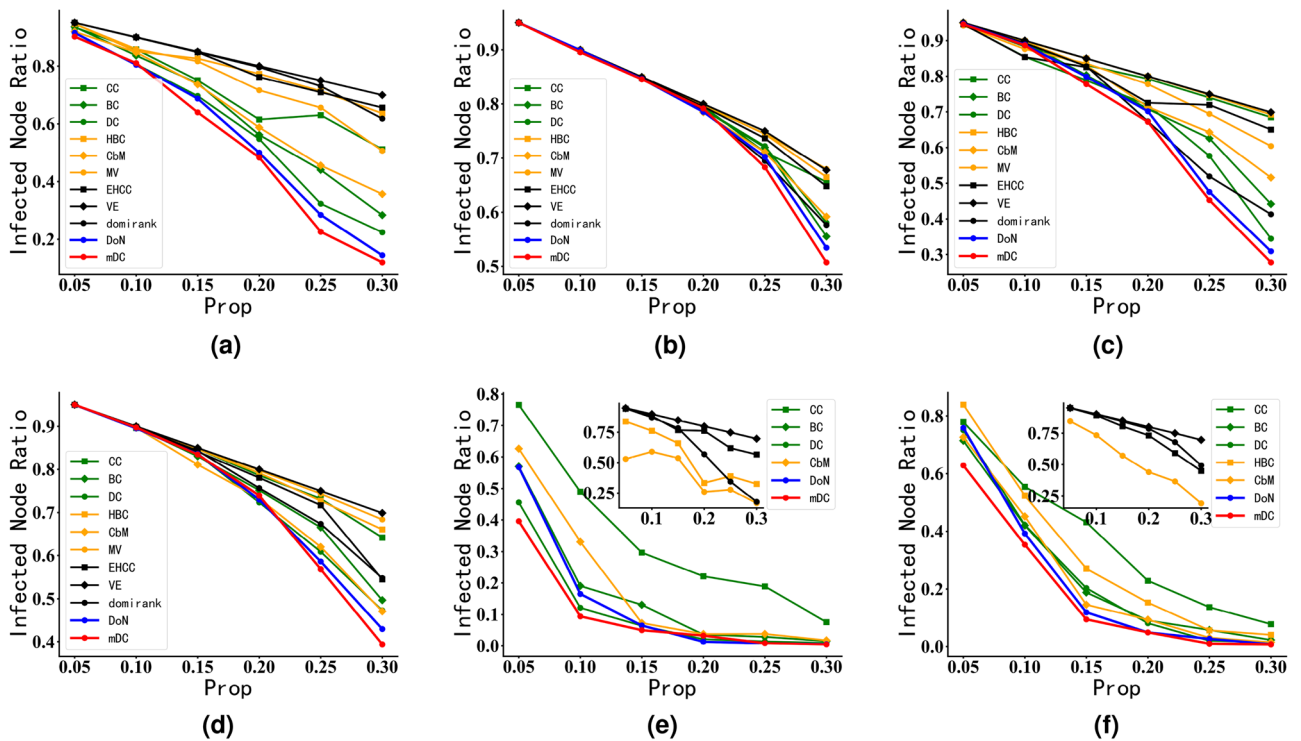 Infected Node Ratio
0.8
0.6
0.4
0.2
CC
BC
DC
HBC
CbM
MV
EHCC
VE
domirank
DoN
mDC
0.05 0.10 0.15 0.20 0.25 0.30
Prop
(a)
Infected Node Ratio
0.9
0.8
0.7
0.6
0.5
CC
BC
DC
HBC
CbM
MV
EHCC
VE
domirank
DoN
mDC
0.05 0.10 0.15 0.20 0.25 0.30
Prop
(b)
Infected Node Ratio
0.9
0.8
0.7
0.6
0.5
0.4
0.3
CC
BC
DC
HBC
CbM
MV
EHCC
VE
domirank
DoN
mDC
0.05 0.10 0.15 0.20 0.25 0.30
Prop
(c)
Infected Node Ratio
0.9
0.8
0.7
0.6
0.5
0.4
CC
BC
DC
HBC
CbM
MV
EHCC
VE
domirank
DoN
mDC
0.05 0.10 0.15 0.20 0.25 0.30
Prop
(d)
Infected Node Ratio
0.8
0.7
0.6
0.5
0.4
0.3
0.2
0.1
0.0
0.75
0.50
0.25
0.1 0.2 0.3
CC
BC
DC
CbM
DoN
mDC
0.05 0.10 0.15 0.20 0.25 0.30
Prop
(e)
Infected Node Ratio
0.8
0.6
0.4
0.2
0.0
0.75
0.50
0.25
0.1 0.2 0.3
CC
BC
DC
HBC
CbM
DoN
mDC
0.05 0.10 0.15 0.20 0.25 0.30
Prop
(f)